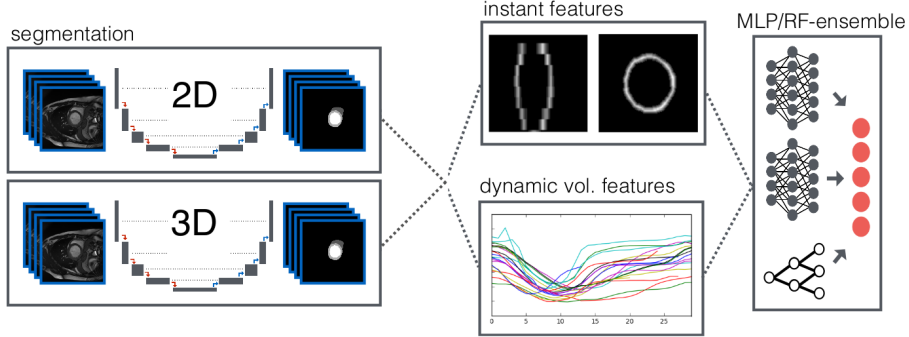 segmentation
2D
3D
instant features
dynamic vol. features
0 5 10 15 20 25
MLP/RF-ensemble